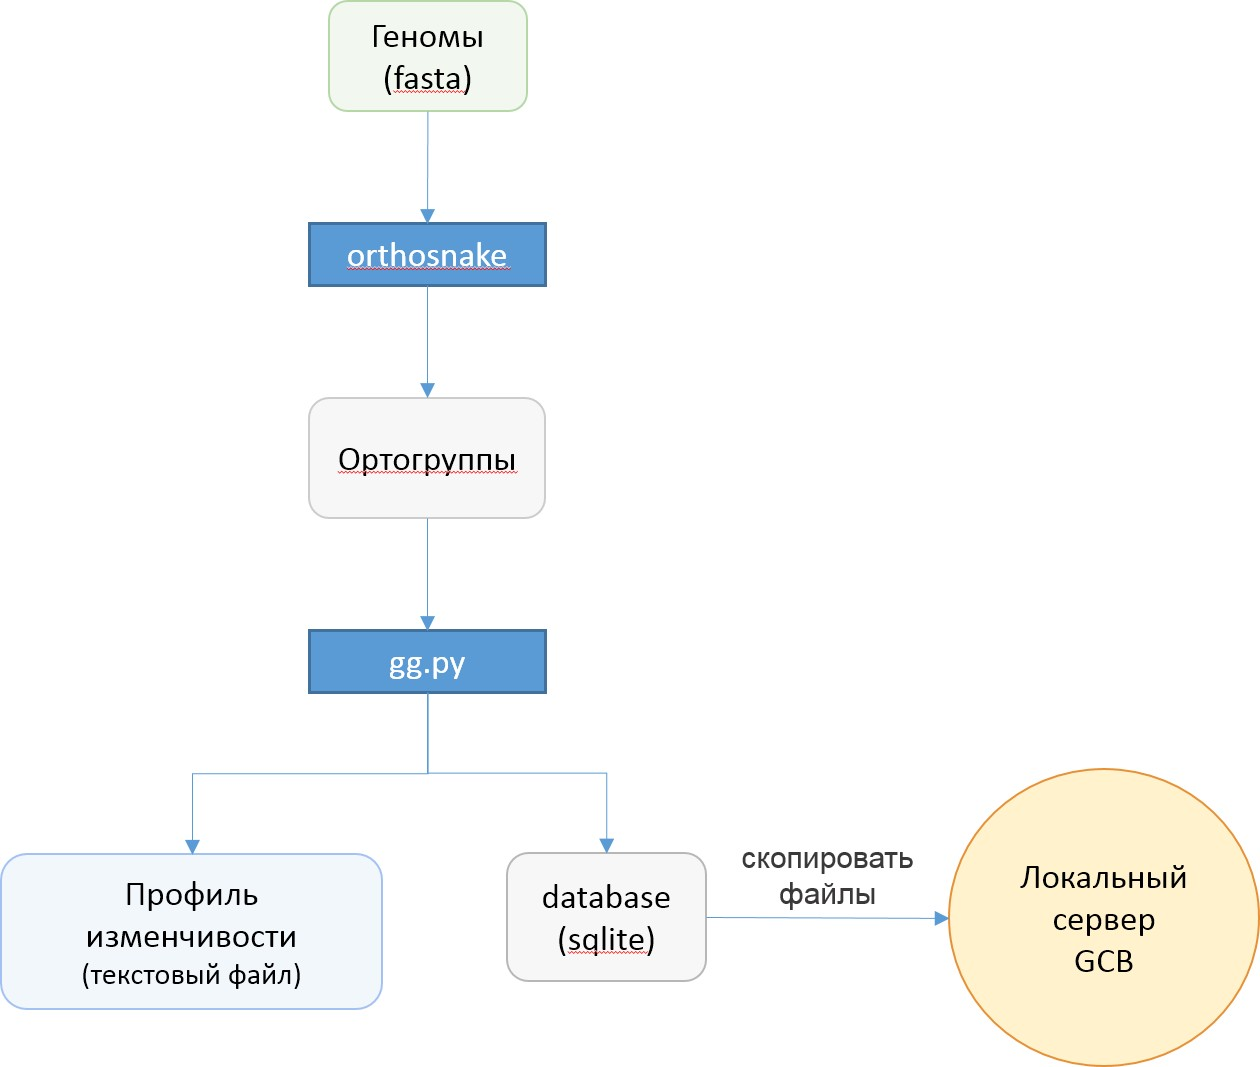 Геномы
(fasta)
orthosnake
Ортогруппы
gg.py
Профиль
изменчивости
(текстовый файл)
database
(sqlite)
скопировать
файлы
Локальный
сервер
GCB